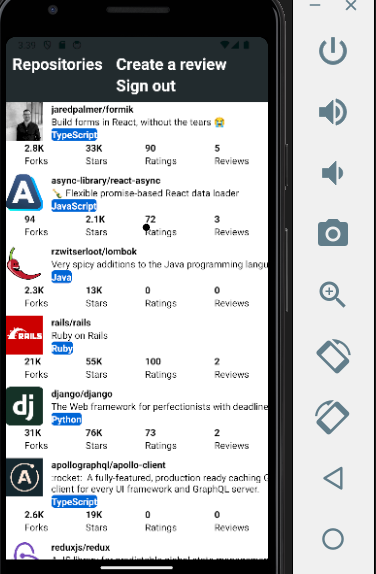 3:31
Repositories Create a review
Sign out
jaredpalmer/formik
Build forms in React, without the tears 😭
TypeScript
2.8K 33K 90 5
Forks Stars Ratings Reviews
async-library/react-async
Flexible promise-based React data loader
JavaScript
94 2.1K 72 3
Forks Stars Ratings Reviews
rzwitserloot/lombok
Very spicy additions to the Java programming langu
Java
2.3K 13K 0 0
Forks Stars Ratings Reviews
RAILS
rails/rails
Ruby on Rails
Ruby
21K 55K 100 2
Forks Stars Ratings Reviews
dj
django/django
The Web framework for perfectionists with deadline
Python
31K 76K 73 2
Forks Stars Ratings Reviews
A
apollographql/apollo-client
:rocket: A fully-featured, production ready caching G
client for every UI framework and GraphQL server.
TypeScript
2.6K 19K 0 0
Forks Stars Ratings Reviews
reduxjs/redux